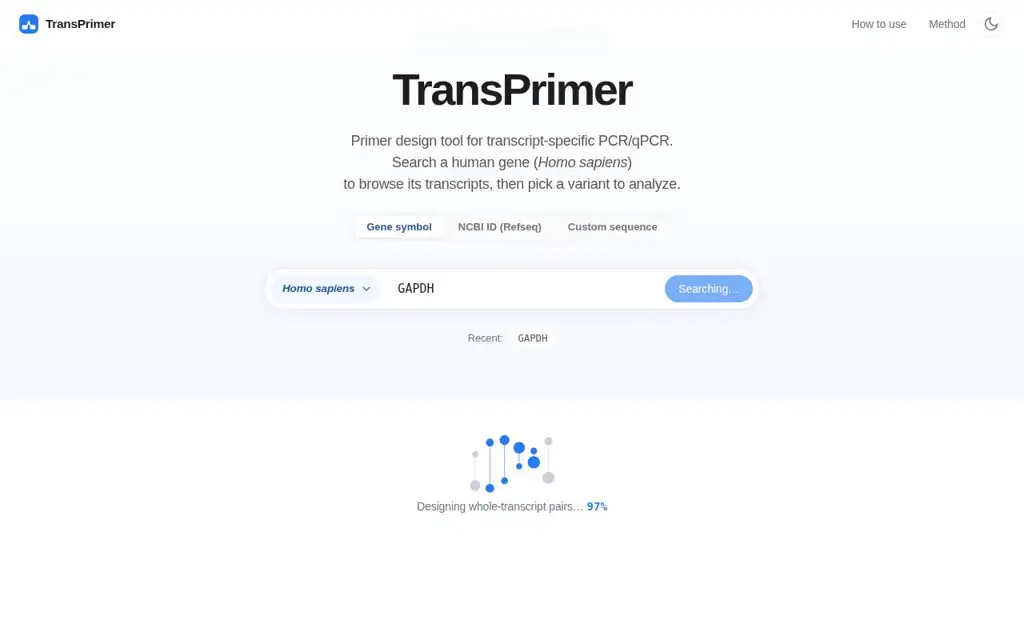 TransPrimer
How to use
Method
TransPrimer
Primer design tool for transcript-specific PCR/qPCR.
Search a human gene (Homo sapiens)
to browse its transcripts, then pick a variant to analyze.
Gene symbol
NCBI ID (Refseq)
Custom sequence
Homo sapiens
GAPDH
Searching…
Recent:
GAPDH
Designing whole-transcript pairs… 97%